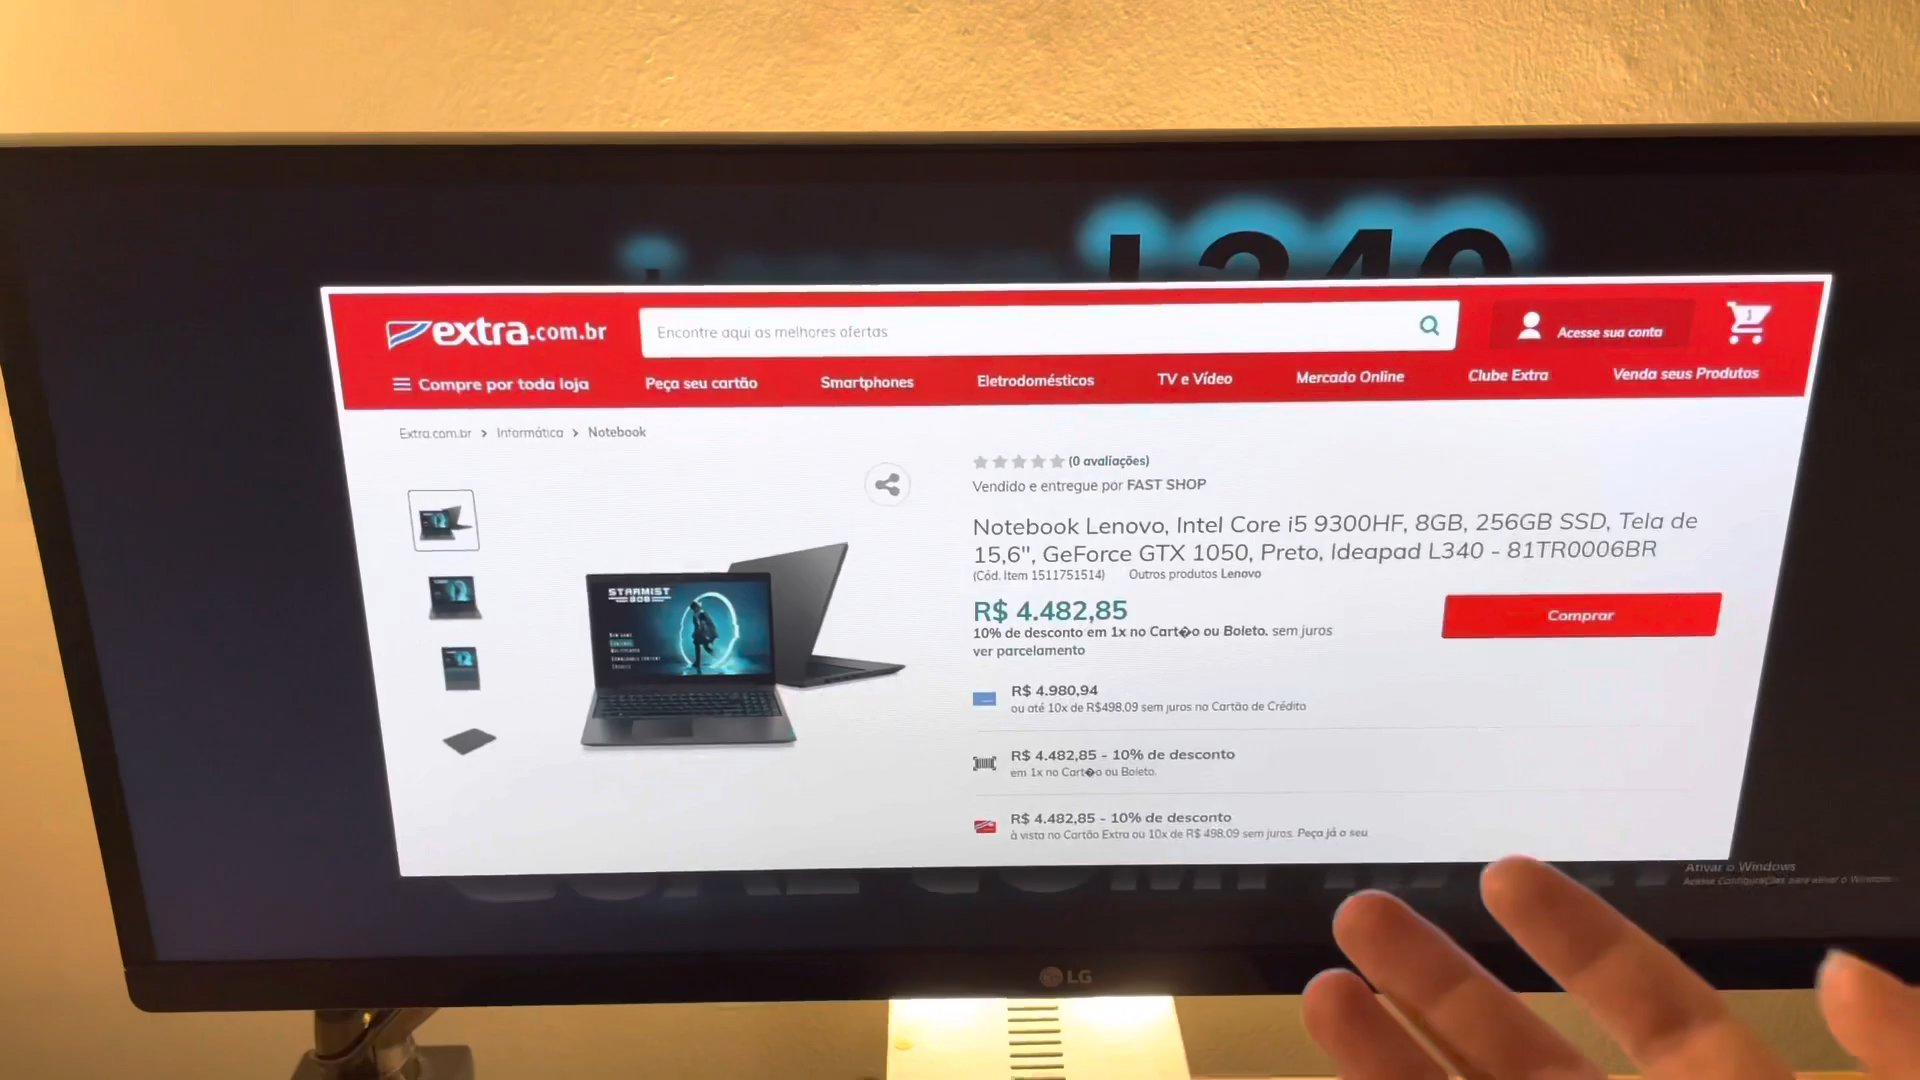 L340
extra.com.br
Encontre aqui as melhores ofertas
Acesse sua conta
1
Compre por toda loja
Peça seu cartão
Smartphones
Eletrodomésticos
TV e Vídeo
Mercado Online
Clube Extra
Venda seus Produtos
Extra.com.br > Informática > Notebook
(0 avaliações)
Vendido e entregue por FAST SHOP
Notebook Lenovo, Intel Core i5 9300HF, 8GB, 256GB SSD, Tela de
15,6", GeForce GTX 1050, Preto, Ideapad L340 - 81TR0006BR
(Cód. Item 1511751514) Outros produtos Lenovo
R$ 4.482,85
Comprar
10% de desconto em 1x no Cart�o ou Boleto. sem juros
ver parcelamento
R$ 4.980,94
ou até 10x de R$498,09 sem juros no Cartão de Crédito
R$ 4.482,85 - 10% de desconto
em 1x no Cart�o ou Boleto.
R$ 4.482,85 - 10% de desconto
à vista no Cartão Extra ou 10x de R$ 498,09 sem juros. Peça já o seu
STARMIST
Ativar o Windows
Acesse Configurações para ativar o Windows.
LG